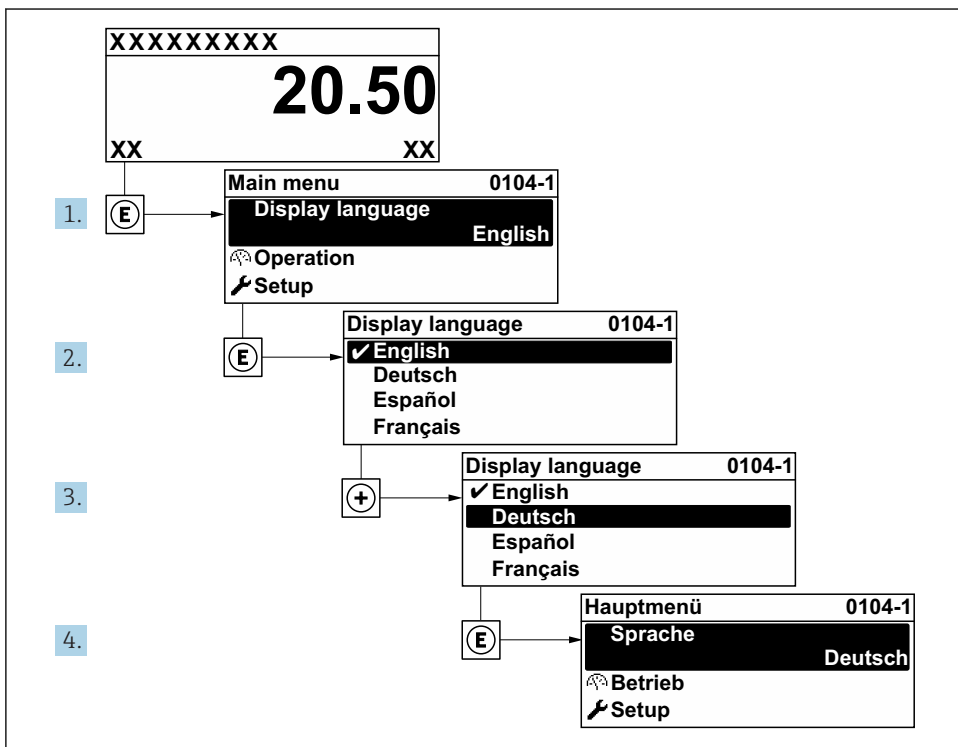 XXXXXXXXX
20.50
XX XX
1. E
Main menu 0104-1
Display language
English
Operation
Setup
2. E
Display language 0104-1
✔English
Deutsch
Español
Français
3. +
Display language 0104-1
✔English
Deutsch
Español
Français
4. E
Hauptmenü 0104-1
Sprache
Deutsch
Betrieb
Setup